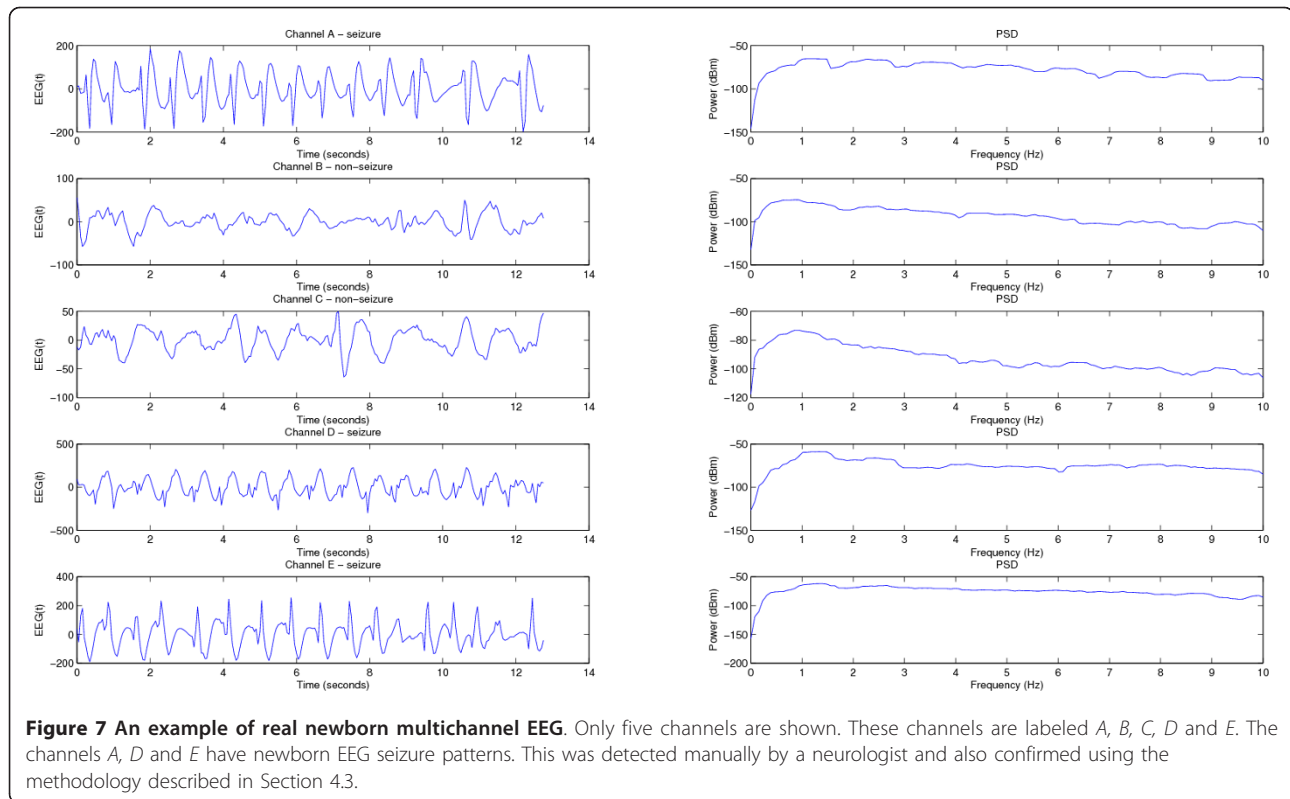 Channel A − seizure
200
0
−200
EEG(t)
0 2 4 6 8 10 12 14
Time (seconds)
PSD
−50
−100
−150
Power (dBm)
0 1 2 3 4 5 6 7 8 9 10
Frequency (Hz)
Channel B − non−seizure
100
0
−100
EEG(t)
0 2 4 6 8 10 12 14
Time (seconds)
PSD
−50
−100
−150
Power (dBm)
0 1 2 3 4 5 6 7 8 9 10
Frequency (Hz)
Channel C − non−seizure
50
0
−50
−100
EEG(t)
0 2 4 6 8 10 12 14
Time (seconds)
PSD
−60
−80
−100
−120
Power (dBm)
0 1 2 3 4 5 6 7 8 9 10
Frequency (Hz)
Channel D − seizure
500
0
−500
EEG(t)
0 2 4 6 8 10 12 14
Time (seconds)
PSD
−50
−100
−150
Power (dBm)
0 1 2 3 4 5 6 7 8 9 10
Frequency (Hz)
Channel E − seizure
400
200
0
−200
EEG(t)
0 2 4 6 8 10 12 14
Time (seconds)
PSD
−50
−100
−150
−200
Power (dBm)
0 1 2 3 4 5 6 7 8 9 10
Frequency (Hz)
Figure 7 An example of real newborn multichannel EEG. Only five channels are shown. These channels are labeled A, B, C, D and E. The
channels A, D and E have newborn EEG seizure patterns. This was detected manually by a neurologist and also confirmed using the
methodology described in Section 4.3.